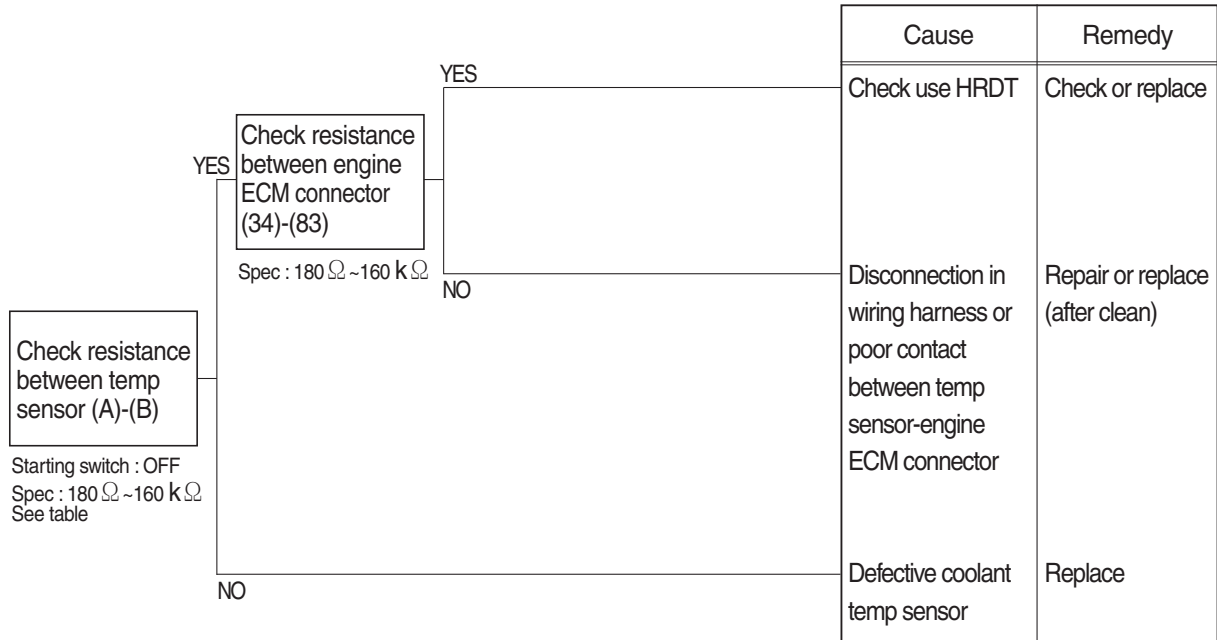 Cause
Remedy
YES
Check use HRDT
Check or replace
Check resistance
between engine
ECM connector
(34)-(83)
YES
Spec : 180 Ω ~160 k Ω
NO
Disconnection in
wiring harness or
poor contact
between temp
sensor-engine
ECM connector
Repair or replace
(after clean)
Check resistance
between temp
sensor (A)-(B)
Starting switch : OFF
Spec : 180 Ω ~160 k Ω
See table
NO
Defective coolant
temp sensor
Replace